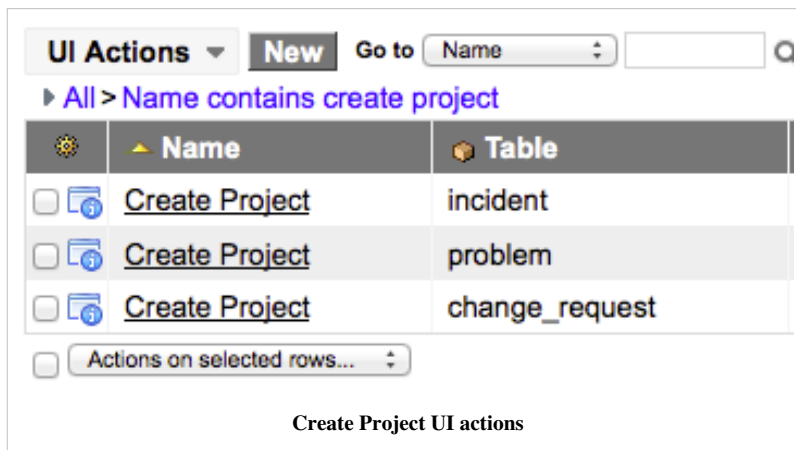 UI Actions New Go to Name
All > Name contains create project
Name Table
Create Project incident
Create Project problem
Create Project change_request
Actions on selected rows...
Create Project UI actions